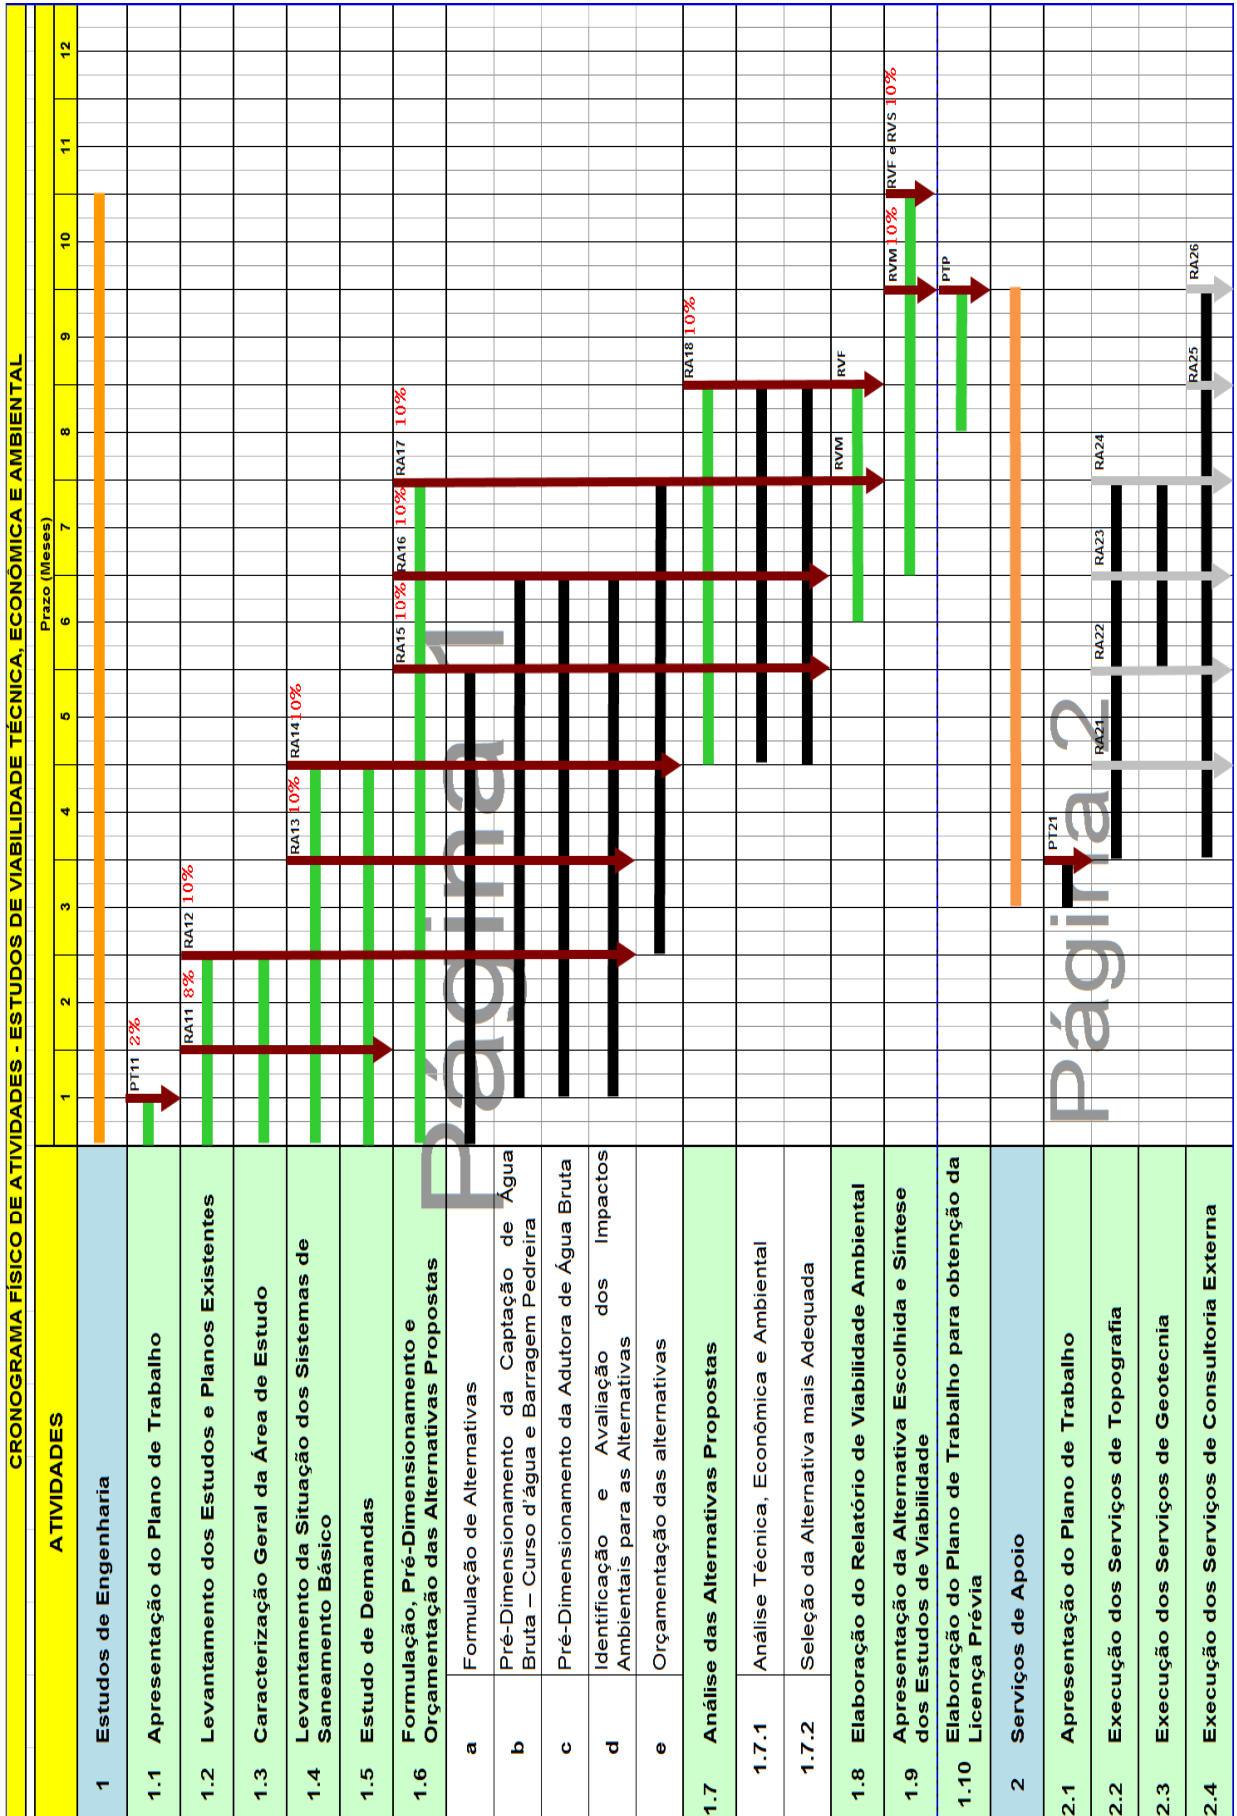 CRONOGRAMA FÍSICO DE ATIVIDADES - ESTUDOS DE VIABILIDADE TÉCNICA, ECONÔMICA E AMBIENTAL
ATIVIDADES
Prazo (Meses)
1 2 3 4 5 6 7 8 9 10 11 12
1 Estudos de Engenharia
1.1 Apresentação do Plano de Trabalho
PT11 2%
1.2 Levantamento dos Estudos e Planos Existentes
RA11 8% RA12 10%
1.3 Caracterização Geral da Área de Estudo
1.4 Levantamento da Situação dos Sistemas de
Saneamento Básico
RA13 10% RA14 10%
1.5 Estudo de Demandas
1.6 Formulação, Pré-Dimensionamento e
Orçamentação das Alternativas Propostas
RA15 10% RA16 10% RA17 10%
a Formulação de Alternativas
b Pré-Dimensionamento da Captação de Água
Bruta – Curso d'água e Barragem Pedreira
c Pré-Dimensionamento da Adutora de Água Bruta
d Identificação e Avaliação dos Impactos
Ambientais para as Alternativas
e Orçamentação das alternativas
1.7 Análise das Alternativas Propostas
RA18 10%
1.7.1 Análise Técnica, Econômica e Ambiental
1.7.2 Seleção da Alternativa mais Adequada
1.8 Elaboração do Relatório de Viabilidade Ambiental
RVM RVF
1.9 Apresentação da Alternativa Escolhida e Síntese
dos Estudos de Viabilidade
RVM 10% RVF e RVS 10%
1.10 Elaboração do Plano de Trabalho para obtenção da
Licença Prévia
PTP
2 Serviços de Apoio
2.1 Apresentação do Plano de Trabalho
PT21
2.2 Execução dos Serviços de Topografia
RA21 RA22 RA23 RA24
2.3 Execução dos Serviços de Geotecnia
2.4 Execução dos Serviços de Consultoria Externa
RA25 RA26
Página 1
Página 2